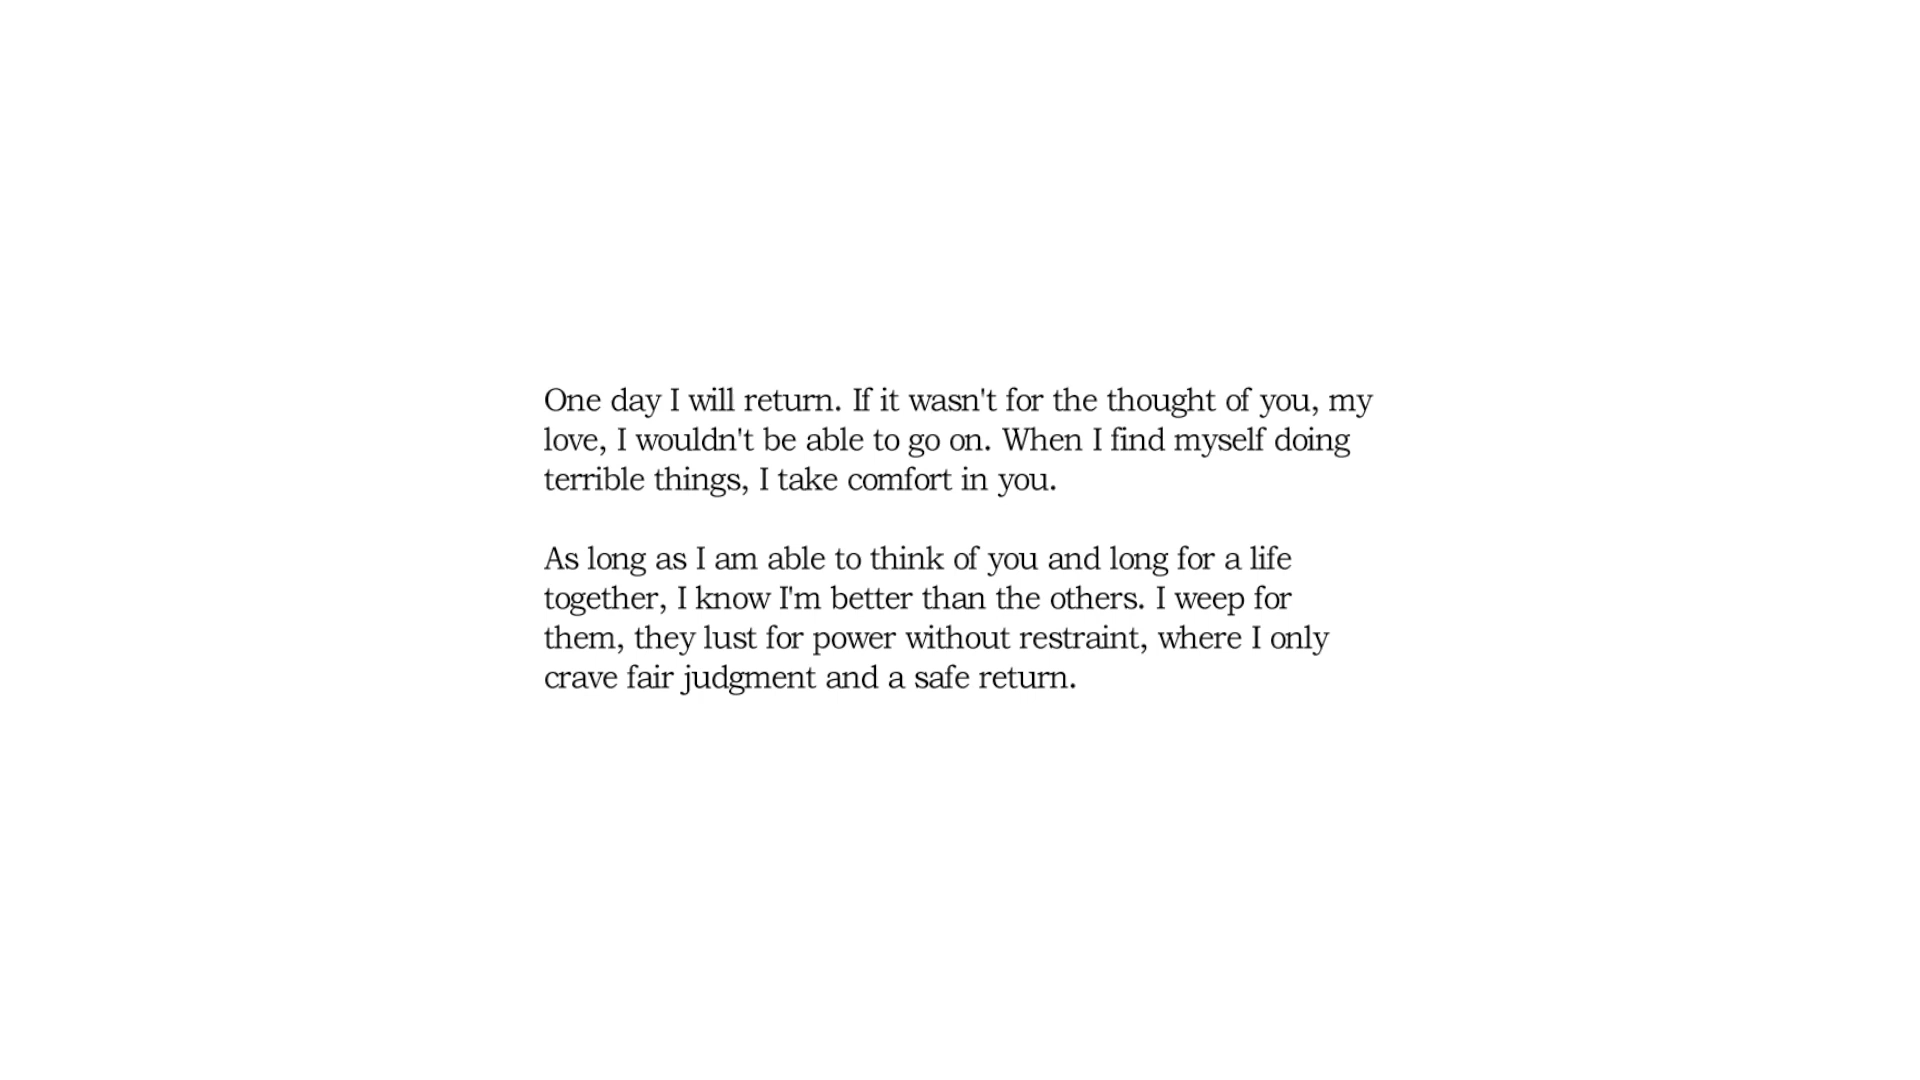 One day I will return. If it wasn't for the thought of you, my
love, I wouldn't be able to go on. When I find myself doing
terrible things, I take comfort in you.
As long as I am able to think of you and long for a life
together, I know I'm better than the others. I weep for
them, they lust for power without restraint, where I only
crave fair judgment and a safe return.